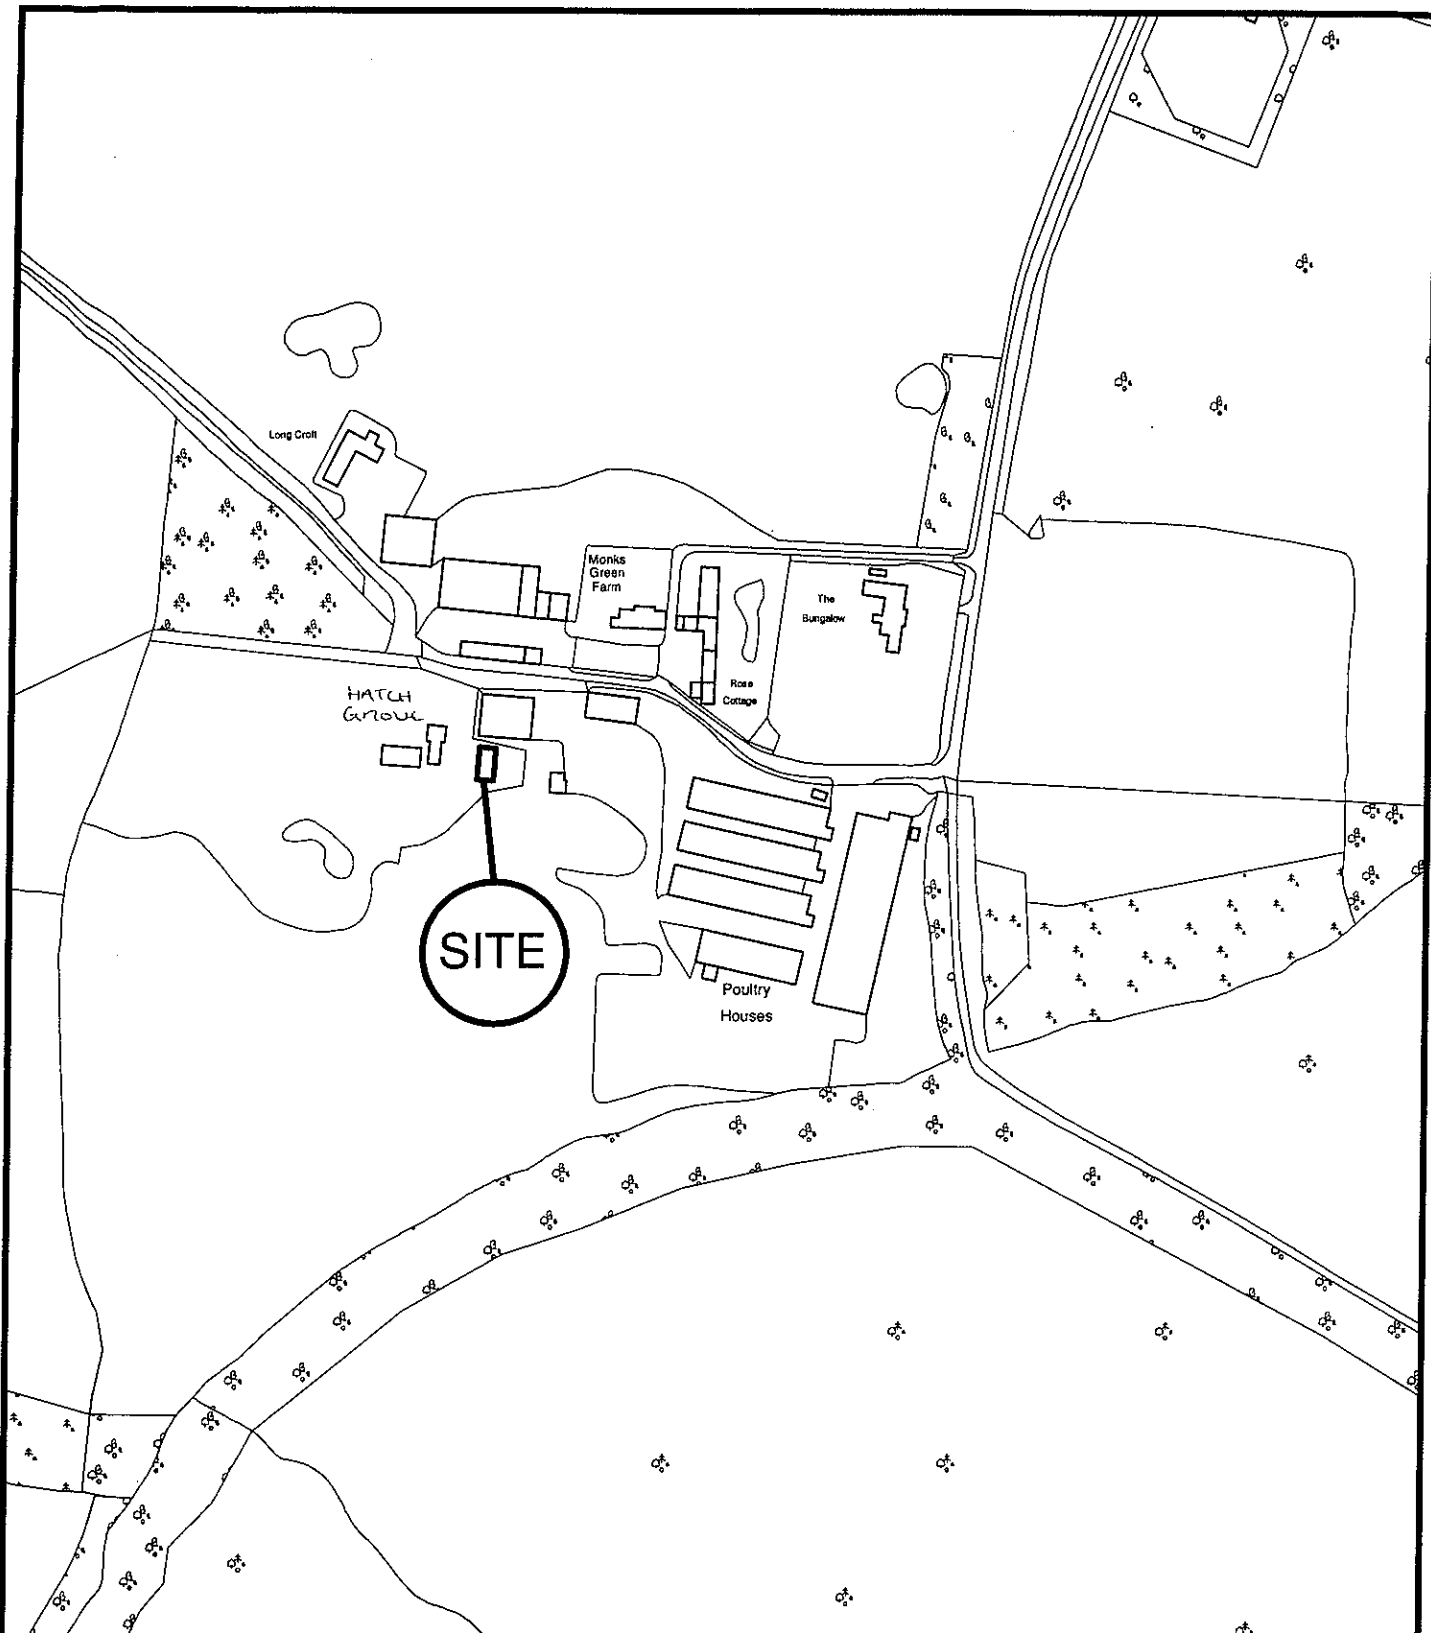 Long Croft
Monks
Green
Farm
The
Bungalow
Rose
Cottage
HATCH
GROVE
SITE
Poultry
Houses